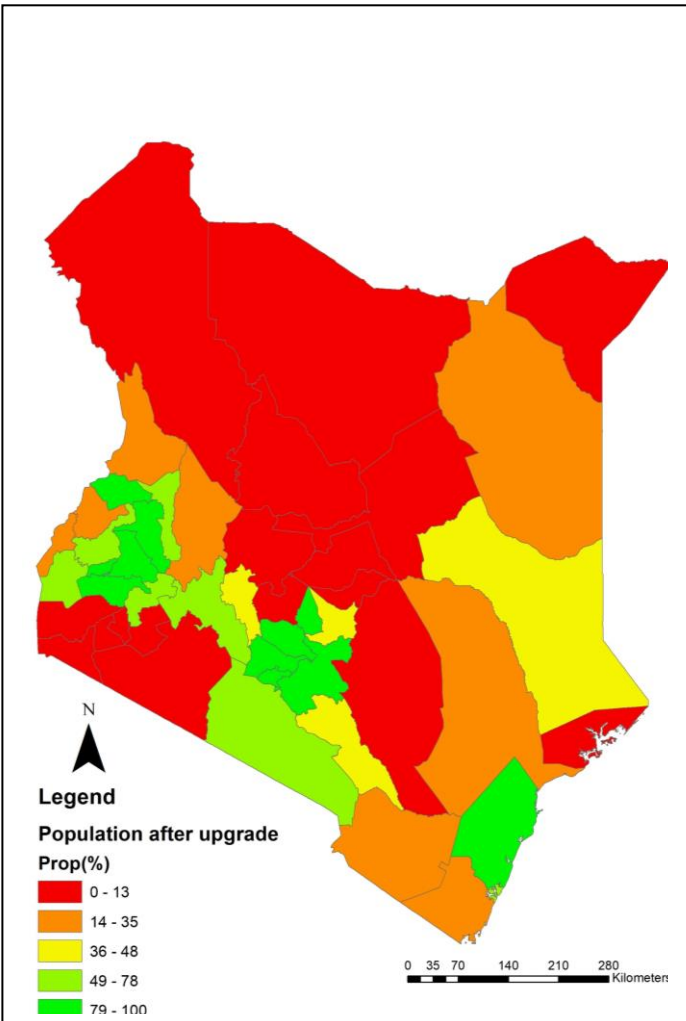 N
Legend
Population after upgrade
Prop(%)
0 - 13
14 - 35
36 - 48
49 - 78
79 - 100
0 35 70 140 210 280
Kilometers